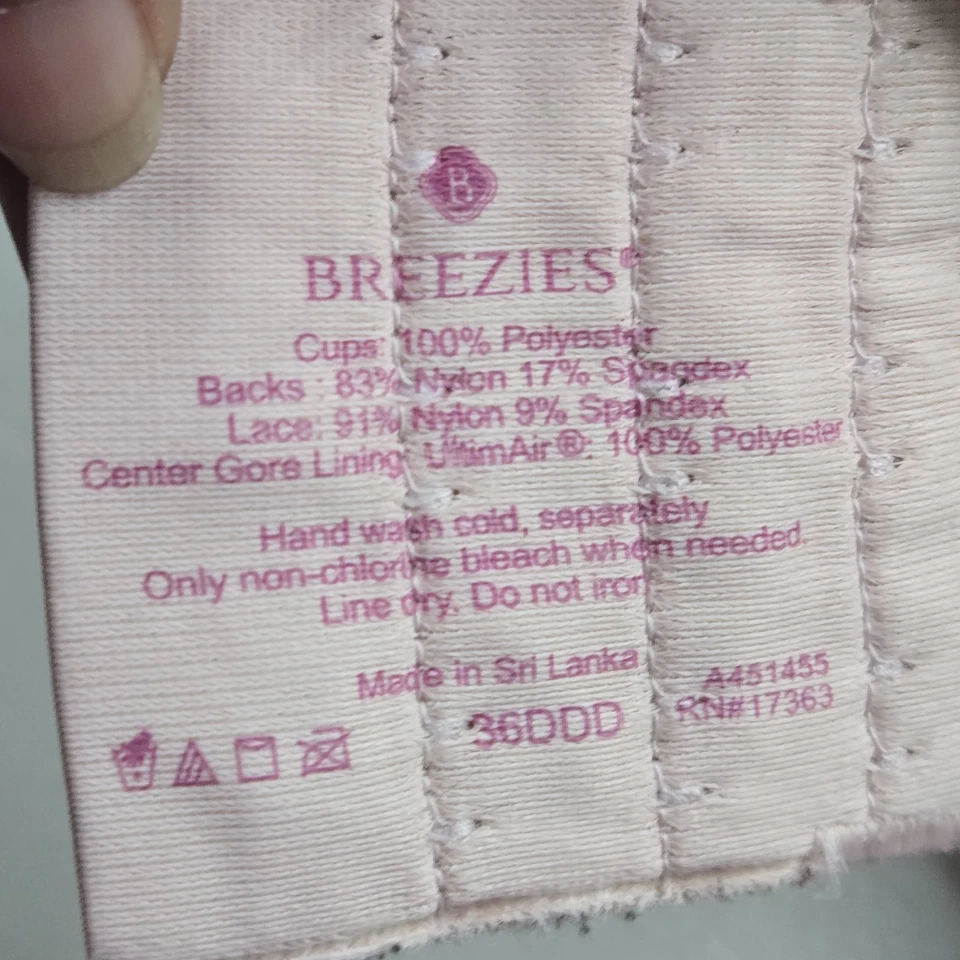 B
BREEZIES®
Cups: 100% Polyester
Backs : 83% Nylon 17% Spandex
Lace: 91% Nylon 9% Spandex
Center Gore Lining: UltimAir®: 100% Polyester
Hand wash cold, separately
Only non-chlorine bleach when needed.
Line dry. Do not iron
Made in Sri Lanka
A451455
36DDD
RN#17363